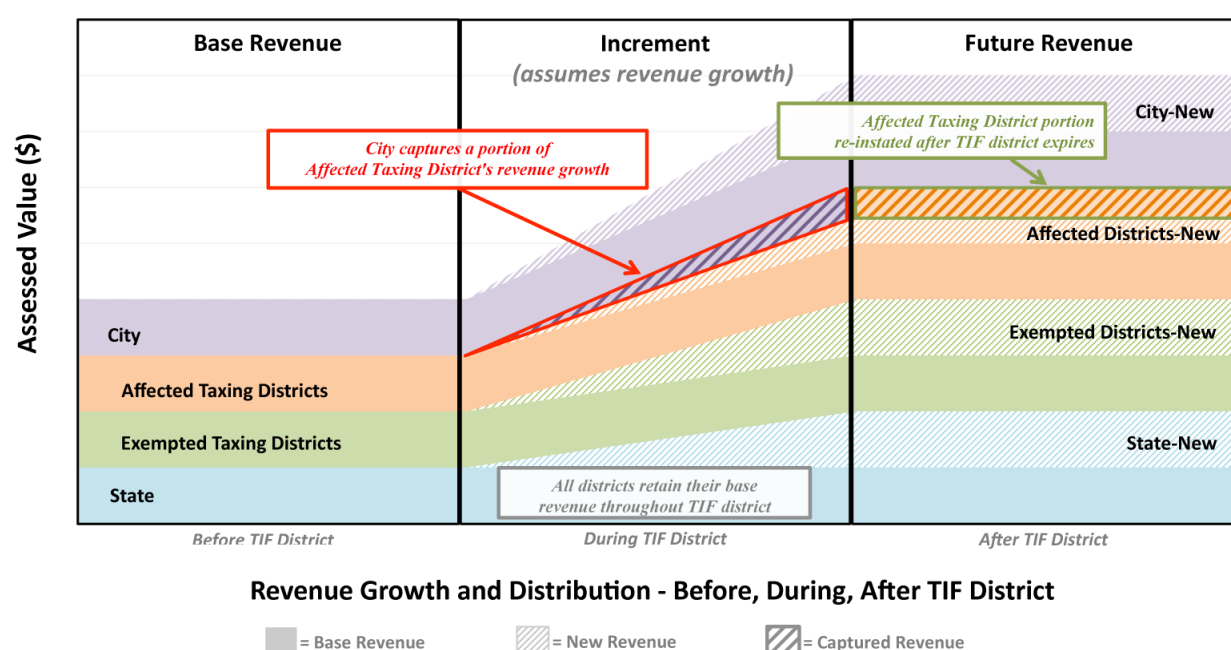 Base Revenue
Increment
(assumes revenue growth)
Future Revenue
Assessed Value ($)
City-New
City captures a portion of
Affected Taxing District's revenue growth
Affected Taxing District portion
re-instated after TIF district expires
Affected Districts-New
City
Exempted Districts-New
Affected Taxing Districts
Exempted Taxing Districts
State-New
State
All districts retain their base
revenue throughout TIF district
Before TIF District
During TIF District
After TIF District
Revenue Growth and Distribution - Before, During, After TIF District
= Base Revenue
= New Revenue
= Captured Revenue